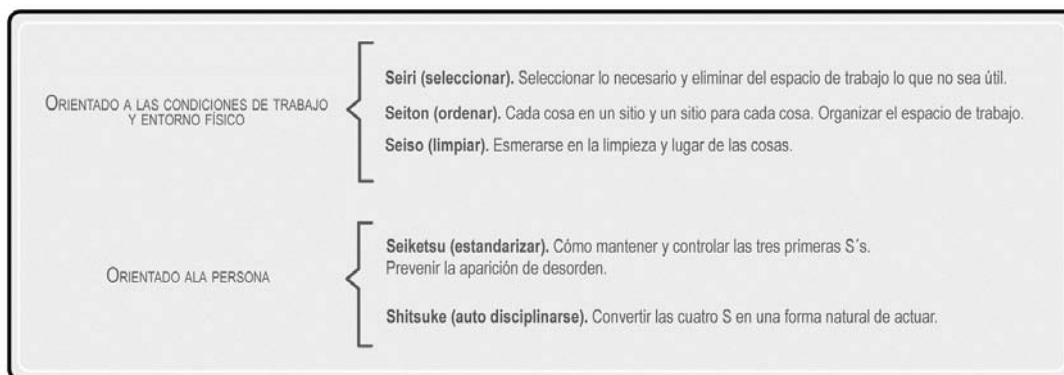 ORIENTADO A LAS CONDICIONES DE TRABAJO
Y ENTORNO FÍSICO
Seiri (seleccionar). Seleccionar lo necesario y eliminar del espacio de trabajo lo que no sea útil.
Seiton (ordenar). Cada cosa en un sitio y un sitio para cada cosa. Organizar el espacio de trabajo.
Seiso (limpiar). Esmerarse en la limpieza y lugar de las cosas.
ORIENTADO ALA PERSONA
Seiketsu (estandarizar). Cómo mantener y controlar las tres primeras S´s.
Prevenir la aparición de desorden.
Shitsuke (auto disciplinarse). Convertir las cuatro S en una forma natural de actuar.